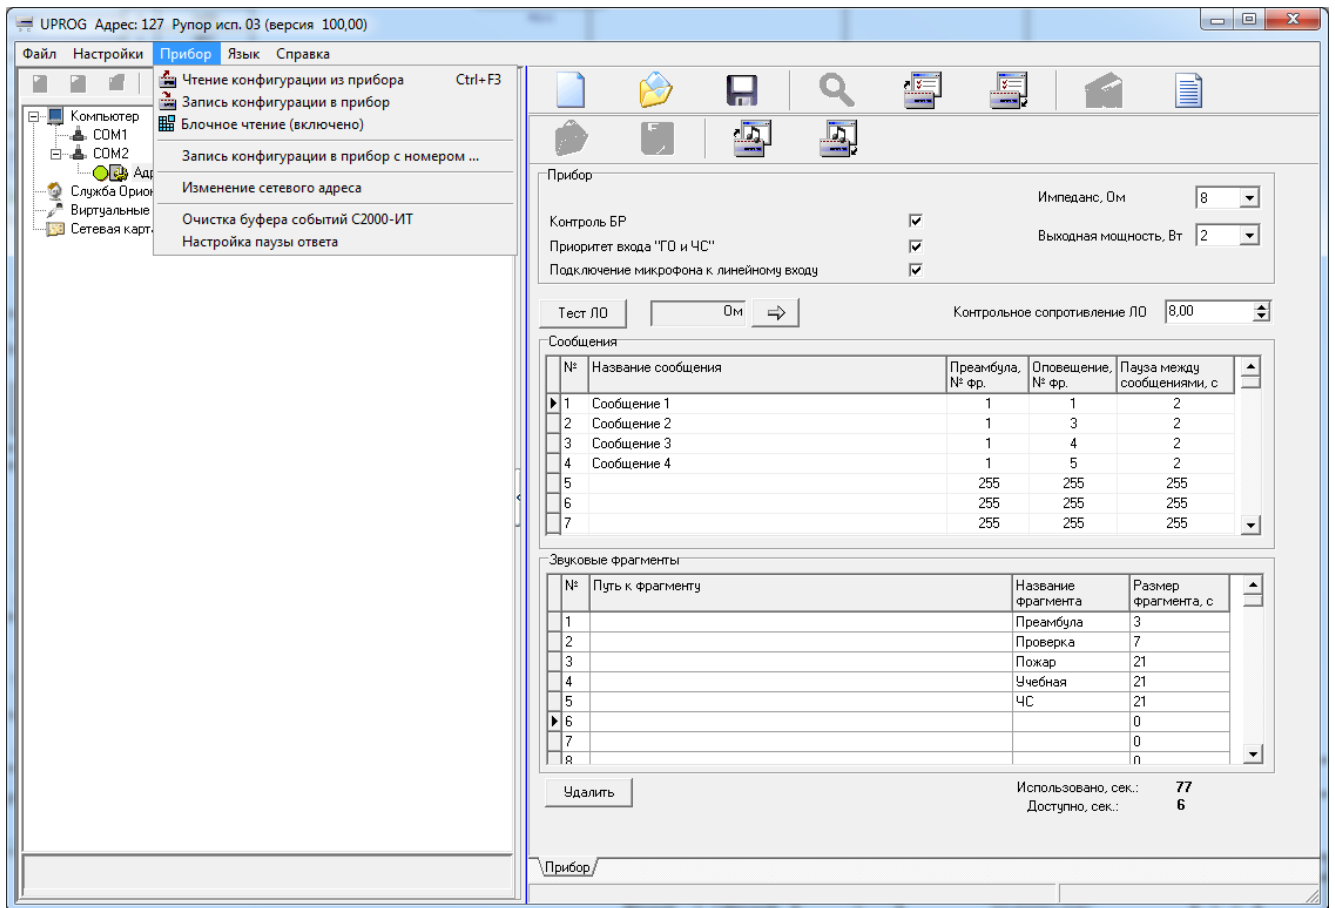 UPROG Адрес: 127 Рупор исп. 03 (версия 100,00)
Файл Настройки Прибор Язык Справка
Чтение конфигурации из прибора Ctrl+F3
Запись конфигурации в прибор
Блочное чтение (включено)
Запись конфигурации в прибор с номером ...
Изменение сетевого адреса
Очистка буфера событий С2000-ИТ
Настройка паузы ответа
Компьютер
COM1
COM2
Служба
Виртуальные
Сетевая
Прибор
Контроль БР
Приоритет входа "ГО и ЧС"
Подключение микрофона к линейному входу
Импеданс, Ом 8
Выходная мощность, Вт 2
Тест ЛО Ом Контрольное сопротивление ЛО 8,00
Сообщения
№ Название сообщения Преамбула, № фр. Оповещение, № фр. Пауза между сообщениями, с
1 Сообщение 1 1 1 2
2 Сообщение 2 1 3 2
3 Сообщение 3 1 4 2
4 Сообщение 4 1 5 2
5 255 255 255
6 255 255 255
7 255 255 255
Звуковые фрагменты
№ Путь к фрагменту Название фрагмента Размер фрагмента, с
1 Преамбула 3
2 Проверка 7
3 Пожар 21
4 Учебная 21
5 ЧС 21
6 0
7 0
8 0
Удалить
Использовано, сек.: 77
Доступно, сек.: 6
Прибор